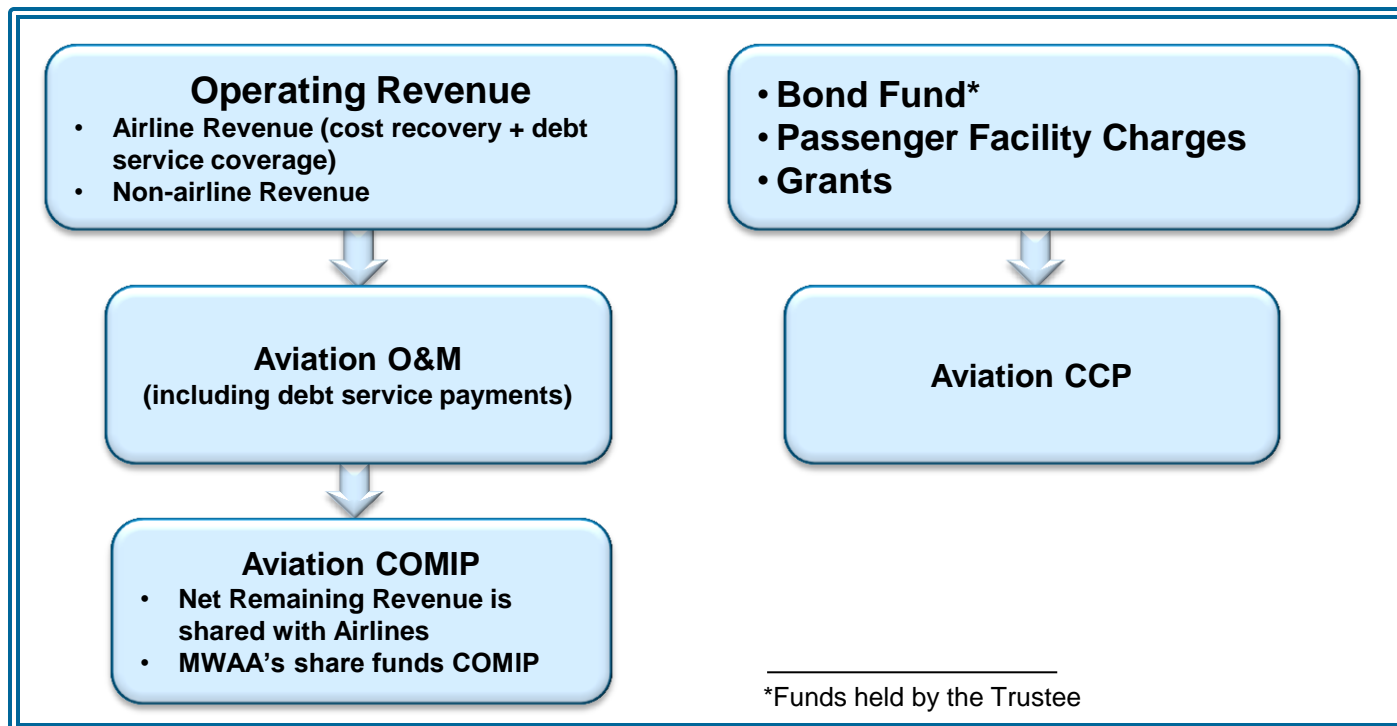 Operating Revenue
• Airline Revenue (cost recovery + debt
service coverage)
• Non-airline Revenue
Aviation O&M
(including debt service payments)
Aviation COMIP
• Net Remaining Revenue is
shared with Airlines
• MWAA’s share funds COMIP
• Bond Fund*
• Passenger Facility Charges
• Grants
Aviation CCP
*Funds held by the Trustee